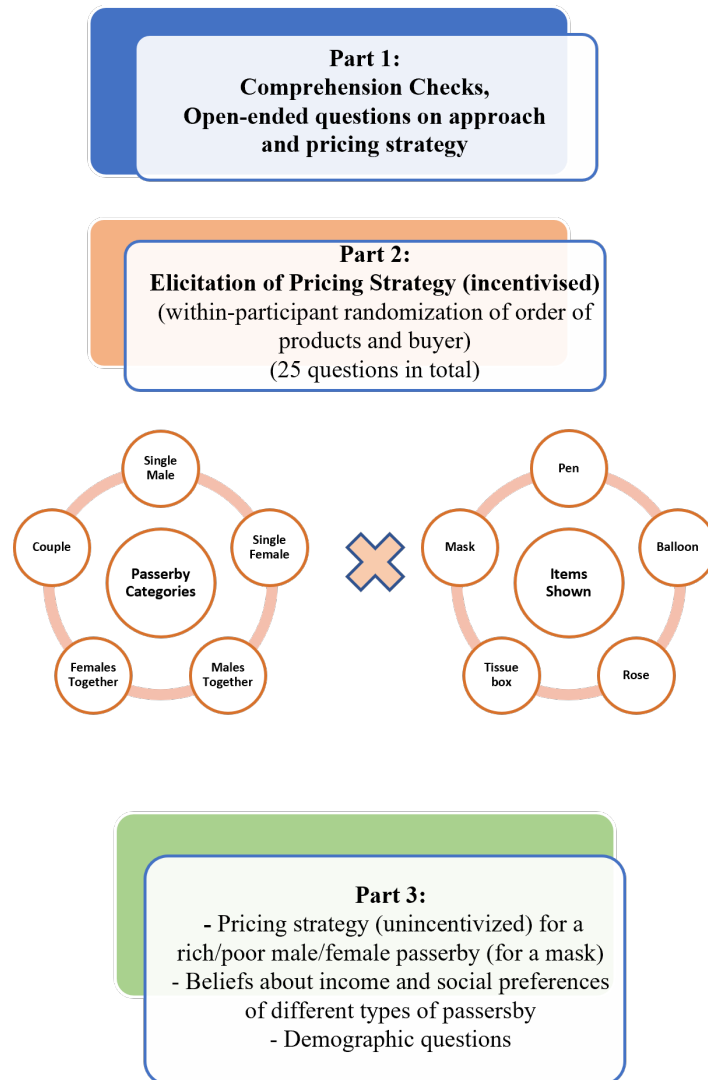 Part 1:
Comprehension Checks,
Open-ended questions on approach
and pricing strategy
Part 2:
Elicitation of Pricing Strategy (incentivised)
(within-participant randomization of order of
products and buyer)
(25 questions in total)
Single
Male
Single
Female
Males
Together
Females
Together
Couple
Passerby
Categories
Pen
Balloon
Rose
Tissue
box
Mask
Items
Shown
Part 3:
- Pricing strategy (unincentivized) for a
rich/poor male/female passerby (for a mask)
- Beliefs about income and social preferences
of different types of passersby
- Demographic questions